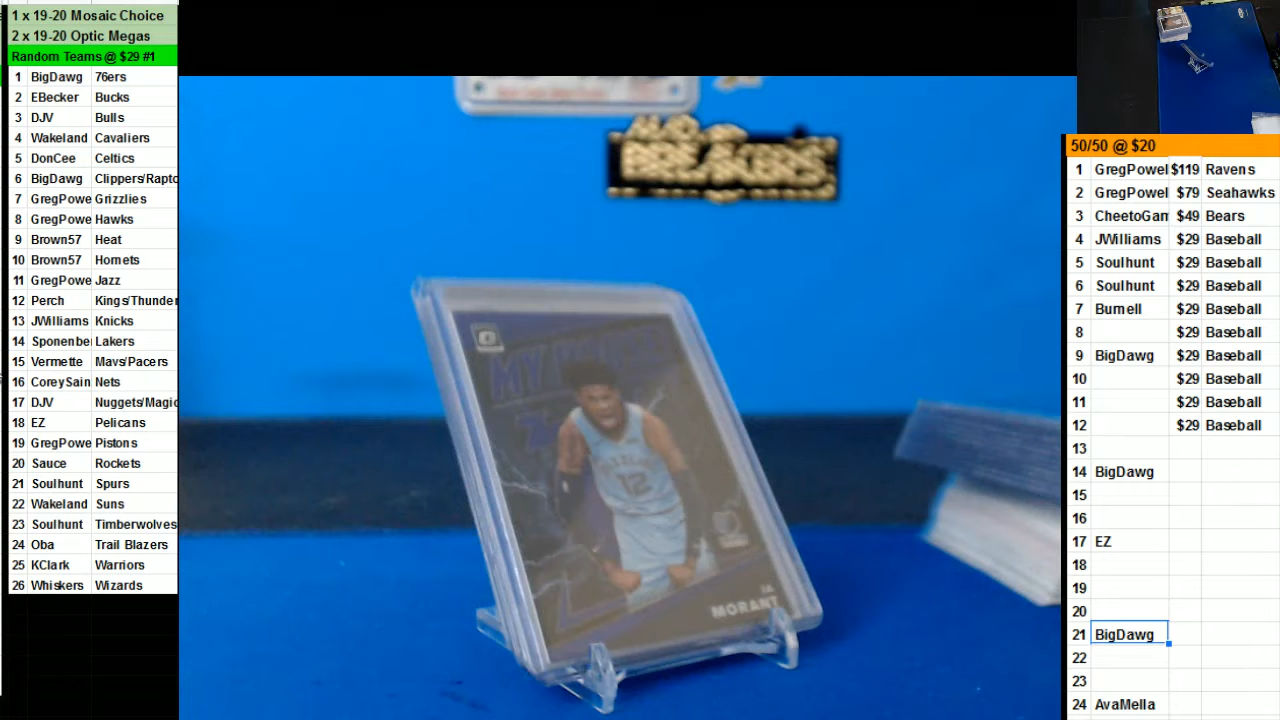 1 x 19-20 Mosaic Choice
2 x 19-20 Optic Megas
Random Teams @ $29 #1
1 BigDawg 76ers
2 EBecker Bucks
3 DJV Bulls
4 Wakeland Cavaliers
5 DonCee Celtics
6 BigDawg Clippers/Rapto
7 GregPowe Grizzlies
8 GregPowe Hawks
9 Brown57 Heat
10 Brown57 Hornets
11 GregPowe Jazz
12 Perch Kings/Thunder
13 JWilliams Knicks
14 Sponenbe Lakers
15 Vermette Mavs/Pacers
16 CoreySain Nets
17 DJV Nuggets/Magic
18 EZ Pelicans
19 GregPowe Pistons
20 Sauce Rockets
21 Soulhunt Spurs
22 Wakeland Suns
23 Soulhunt Timberwolves
24 Oba Trail Blazers
25 KClark Warriors
26 Whiskers Wizards
BREAKERS
MY HOUSE
12
JA
MORANT
50/50 @ $20
1 GregPowel $119 Ravens
2 GregPowel $79 Seahawks
3 CheetoGam $49 Bears
4 JWilliams $29 Baseball
5 Soulhunt $29 Baseball
6 Soulhunt $29 Baseball
7 Burnell $29 Baseball
8 $29 Baseball
9 BigDawg $29 Baseball
10 $29 Baseball
11 $29 Baseball
12 $29 Baseball
13
14 BigDawg
15
16
17 EZ
18
19
20
21 BigDawg
22
23
24 AvaMella